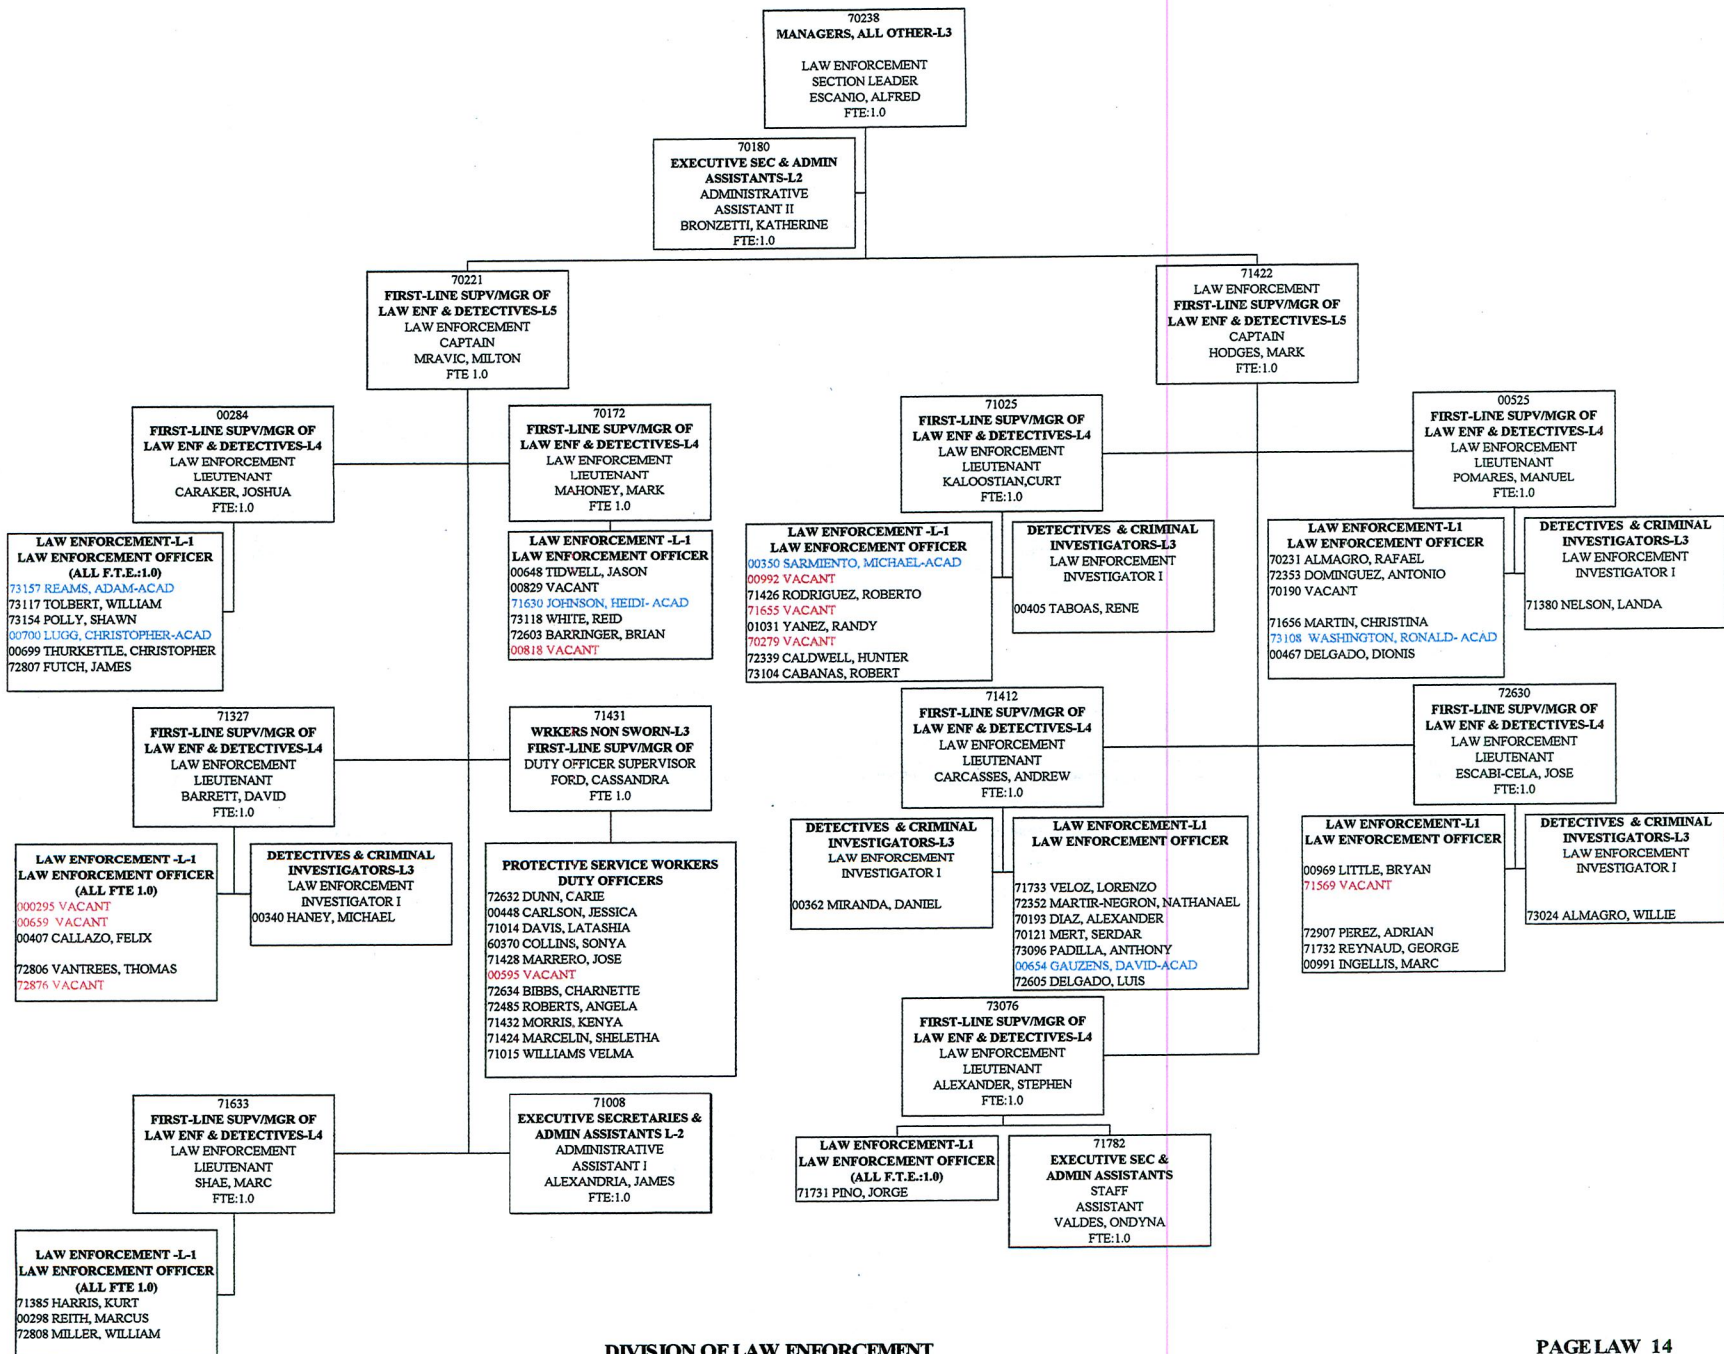 70238
MANAGERS, ALL OTHER-L3
LAW ENFORCEMENT
SECTION LEADER
ESCANIO, ALFRED
FTE:1.0
70180
EXECUTIVE SEC & ADMIN
ASSISTANTS-L2
ADMINISTRATIVE
ASSISTANT II
BRONZETTI, KATHERINE
FTE:1.0
70221
FIRST-LINE SUPV/MGR OF
LAW ENF & DETECTIVES-L5
LAW ENFORCEMENT
CAPTAIN
MRAVIC, MILTON
FTE 1.0
71422
LAW ENFORCEMENT
FIRST-LINE SUPV/MGR OF
LAW ENF & DETECTIVES-L5
CAPTAIN
HODGES, MARK
FTE:1.0
00284
FIRST-LINE SUPV/MGR OF
LAW ENF & DETECTIVES-L4
LAW ENFORCEMENT
LIEUTENANT
CARAKER, JOSHUA
FTE:1.0
70172
FIRST-LINE SUPV/MGR OF
LAW ENF & DETECTIVES-L4
LAW ENFORCEMENT
LIEUTENANT
MAHONEY, MARK
FTE 1.0
71025
FIRST-LINE SUPV/MGR OF
LAW ENF & DETECTIVES-L4
LAW ENFORCEMENT
LIEUTENANT
KALOOSTIAN,CURT
FTE:1.0
00525
FIRST-LINE SUPV/MGR OF
LAW ENF & DETECTIVES-L4
LAW ENFORCEMENT
LIEUTENANT
POMARES, MANUEL
FTE:1.0
LAW ENFORCEMENT-L-1
LAW ENFORCEMENT OFFICER
(ALL F.T.E.:1.0)
73157 REAMS, ADAM-ACAD
73117 TOLBERT, WILLIAM
73154 POLLY, SHAWN
00700 LUGG, CHRISTOPHER-ACAD
00699 THURKETTLE, CHRISTOPHER
72807 FUTCH, JAMES
LAW ENFORCEMENT -L-1
LAW ENFORCEMENT OFFICER
00648 TIDWELL, JASON
00829 VACANT
71630 JOHNSON, HEIDI- ACAD
73118 WHITE, REID
72603 BARRINGER, BRIAN
00818 VACANT
LAW ENFORCEMENT -L-1
LAW ENFORCEMENT OFFICER
00350 SARMIENTO, MICHAEL-ACAD
00992 VACANT
71426 RODRIGUEZ, ROBERTO
71655 VACANT
01031 YANEZ, RANDY
70279 VACANT
72339 CALDWELL, HUNTER
73104 CABANAS, ROBERT
DETECTIVES & CRIMINAL
INVESTIGATORS-L3
LAW ENFORCEMENT
INVESTIGATOR I
00405 TABOAS, RENE
LAW ENFORCEMENT-L1
LAW ENFORCEMENT OFFICER
70231 ALMAGRO, RAFAEL
72353 DOMINGUEZ, ANTONIO
70190 VACANT
71656 MARTIN, CHRISTINA
73108 WASHINGTON, RONALD- ACAD
00467 DELGADO, DIONIS
DETECTIVES & CRIMINAL
INVESTIGATORS-L3
LAW ENFORCEMENT
INVESTIGATOR I
71380 NELSON, LANDA
71327
FIRST-LINE SUPV/MGR OF
LAW ENF & DETECTIVES-L4
LAW ENFORCEMENT
LIEUTENANT
BARRETT, DAVID
FTE:1.0
71431
WRKERS NON SWORN-L3
FIRST-LINE SUPV/MGR OF
DUTY OFFICER SUPERVISOR
FORD, CASSANDRA
FTE 1.0
71412
FIRST-LINE SUPV/MGR OF
LAW ENF & DETECTIVES-L4
LAW ENFORCEMENT
LIEUTENANT
CARCASSES, ANDREW
FTE:1.0
72630
FIRST-LINE SUPV/MGR OF
LAW ENF & DETECTIVES-L4
LAW ENFORCEMENT
LIEUTENANT
ESCABI-CELA, JOSE
FTE:1.0
LAW ENFORCEMENT -L-1
LAW ENFORCEMENT OFFICER
(ALL FTE 1.0)
000295 VACANT
00659 VACANT
00407 CALLAZO, FELIX
72806 VANTREES, THOMAS
72876 VACANT
DETECTIVES & CRIMINAL
INVESTIGATORS-L3
LAW ENFORCEMENT
INVESTIGATOR I
00340 HANEY, MICHAEL
PROTECTIVE SERVICE WORKERS
DUTY OFFICERS
72632 DUNN, CARIE
00448 CARLSON, JESSICA
71014 DAVIS, LATASHIA
60370 COLLINS, SONYA
71428 MARRERO, JOSE
00595 VACANT
72634 BIBBS, CHARNETTE
72485 ROBERTS, ANGELA
71432 MORRIS, KENYA
71424 MARCELIN, SHELETHA
71015 WILLIAMS VELMA
DETECTIVES & CRIMINAL
INVESTIGATORS-L3
LAW ENFORCEMENT
INVESTIGATOR I
00362 MIRANDA, DANIEL
LAW ENFORCEMENT-L1
LAW ENFORCEMENT OFFICER
71733 VELOZ, LORENZO
72352 MARTIR-NEGRON, NATHANAEL
70193 DIAZ, ALEXANDER
70121 MERT, SERDAR
73096 PADILLA, ANTHONY
00654 GAUZENS, DAVID-ACAD
72605 DELGADO, LUIS
LAW ENFORCEMENT-L1
LAW ENFORCEMENT OFFICER
00969 LITTLE, BRYAN
71569 VACANT
72907 PEREZ, ADRIAN
71732 REYNAUD, GEORGE
00991 INGELLIS, MARC
DETECTIVES & CRIMINAL
INVESTIGATORS-L3
LAW ENFORCEMENT
INVESTIGATOR I
73024 ALMAGRO, WILLIE
73076
FIRST-LINE SUPV/MGR OF
LAW ENF & DETECTIVES-L4
LAW ENFORCEMENT
LIEUTENANT
ALEXANDER, STEPHEN
FTE:1.0
71633
FIRST-LINE SUPV/MGR OF
LAW ENF & DETECTIVES-L4
LAW ENFORCEMENT
LIEUTENANT
SHAE, MARC
FTE:1.0
71008
EXECUTIVE SECRETARIES &
ADMIN ASSISTANTS L-2
ADMINISTRATIVE
ASSISTANT I
ALEXANDRIA, JAMES
FTE:1.0
LAW ENFORCEMENT-L1
LAW ENFORCEMENT OFFICER
(ALL F.T.E.:1.0)
71731 PINO, JORGE
71782
EXECUTIVE SEC &
ADMIN ASSISTANTS
STAFF
ASSISTANT
VALDES, ONDYNA
FTE:1.0
LAW ENFORCEMENT -L-1
LAW ENFORCEMENT OFFICER
(ALL FTE 1.0)
71385 HARRIS, KURT
00298 REITH, MARCUS
72808 MILLER, WILLIAM
DIVISION OF LAW ENFORCEMENT
PAGE LAW 14